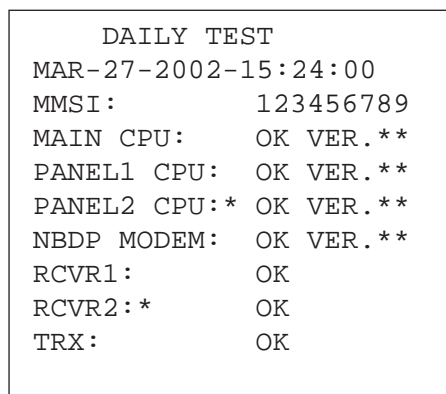 DAILY TEST
MAR-27-2002-15:24:00
MMSI: 123456789
MAIN CPU: OK VER.**
PANEL1 CPU: OK VER.**
PANEL2 CPU:* OK VER.**
NBDP MODEM: OK VER.**
RCVR1: OK
RCVR2:* OK
TRX: OK